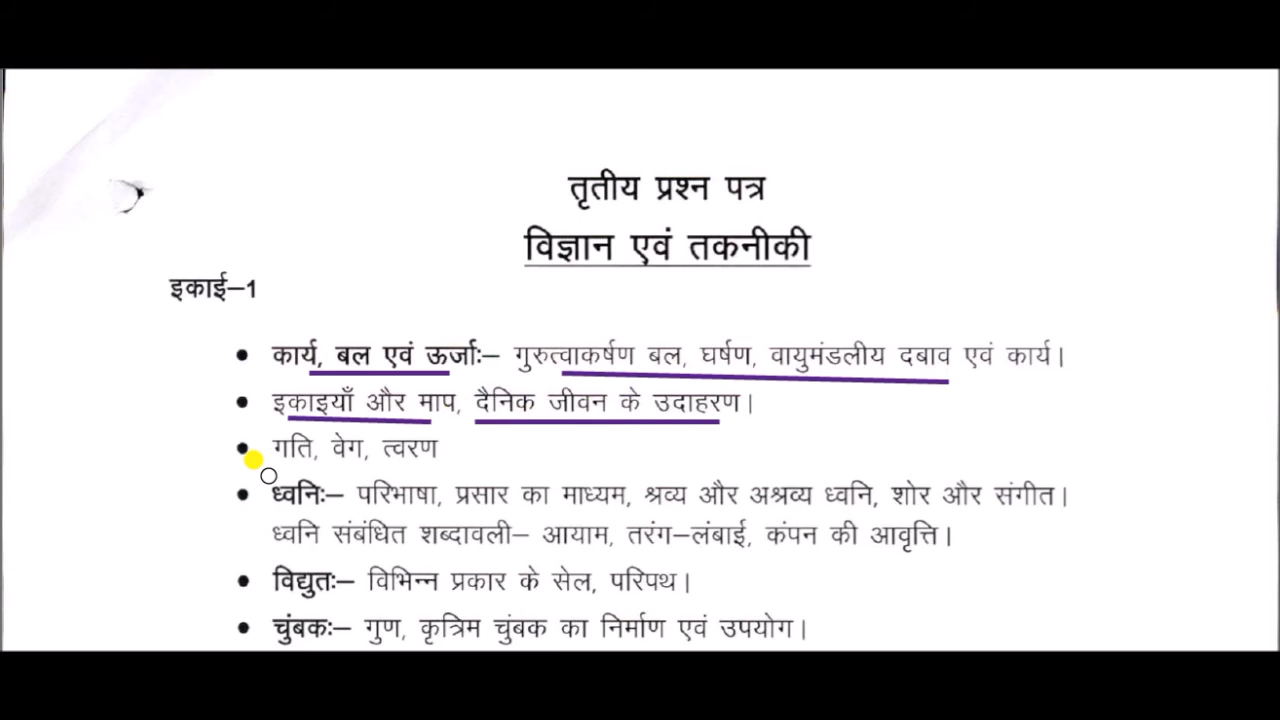 तृतीय प्रश्न पत्र
विज्ञान एवं तकनीकी
इकाई–1
• कार्य, बल एवं ऊर्जाः– गुरुत्वाकर्षण बल, घर्षण, वायुमंडलीय दबाव एवं कार्य।
• इकाइयाँ और माप, दैनिक जीवन के उदाहरण।
• गति, वेग, त्वरण
• ध्वनिः– परिभाषा, प्रसार का माध्यम, श्रव्य और अश्रव्य ध्वनि, शोर और संगीत।
ध्वनि संबंधित शब्दावली– आयाम, तरंग–लंबाई, कंपन की आवृत्ति।
• विद्युतः– विभिन्न प्रकार के सेल, परिपथ।
• चुंबकः– गुण, कृत्रिम चुंबक का निर्माण एवं उपयोग।